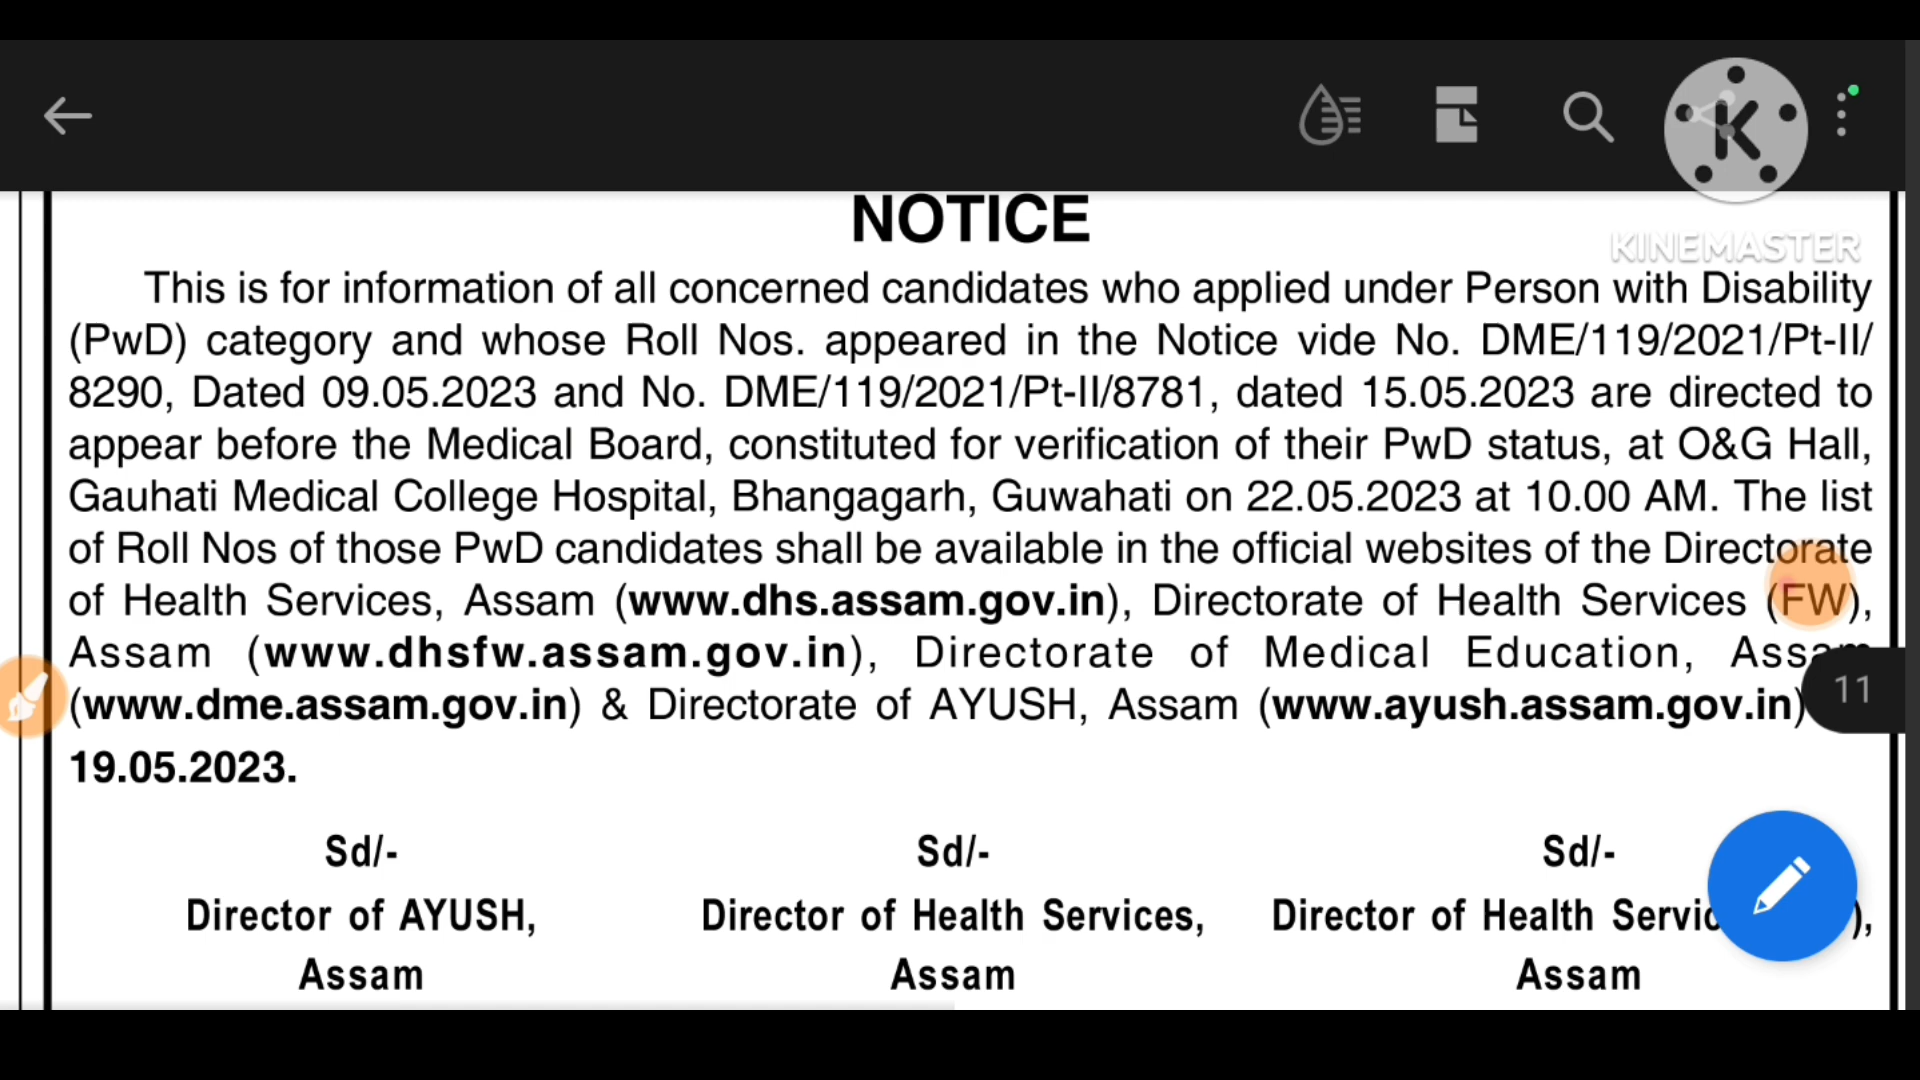 K
KINEMASTER
NOTICE
This is for information of all concerned candidates who applied under Person with Disability
(PwD) category and whose Roll Nos. appeared in the Notice vide No. DME/119/2021/Pt-II/
8290, Dated 09.05.2023 and No. DME/119/2021/Pt-II/8781, dated 15.05.2023 are directed to
appear before the Medical Board, constituted for verification of their PwD status, at O&G Hall,
Gauhati Medical College Hospital, Bhangagarh, Guwahati on 22.05.2023 at 10.00 AM. The list
of Roll Nos of those PwD candidates shall be available in the official websites of the Directorate
of Health Services, Assam (www.dhs.assam.gov.in), Directorate of Health Services (FW),
Assam (www.dhsfw.assam.gov.in), Directorate of Medical Education, Assam
(www.dme.assam.gov.in) & Directorate of AYUSH, Assam (www.ayush.assam.gov.in)
11
19.05.2023.
Sd/- Sd/- Sd/-
Director of AYUSH, Director of Health Services, Director of Health
Assam Assam Assam